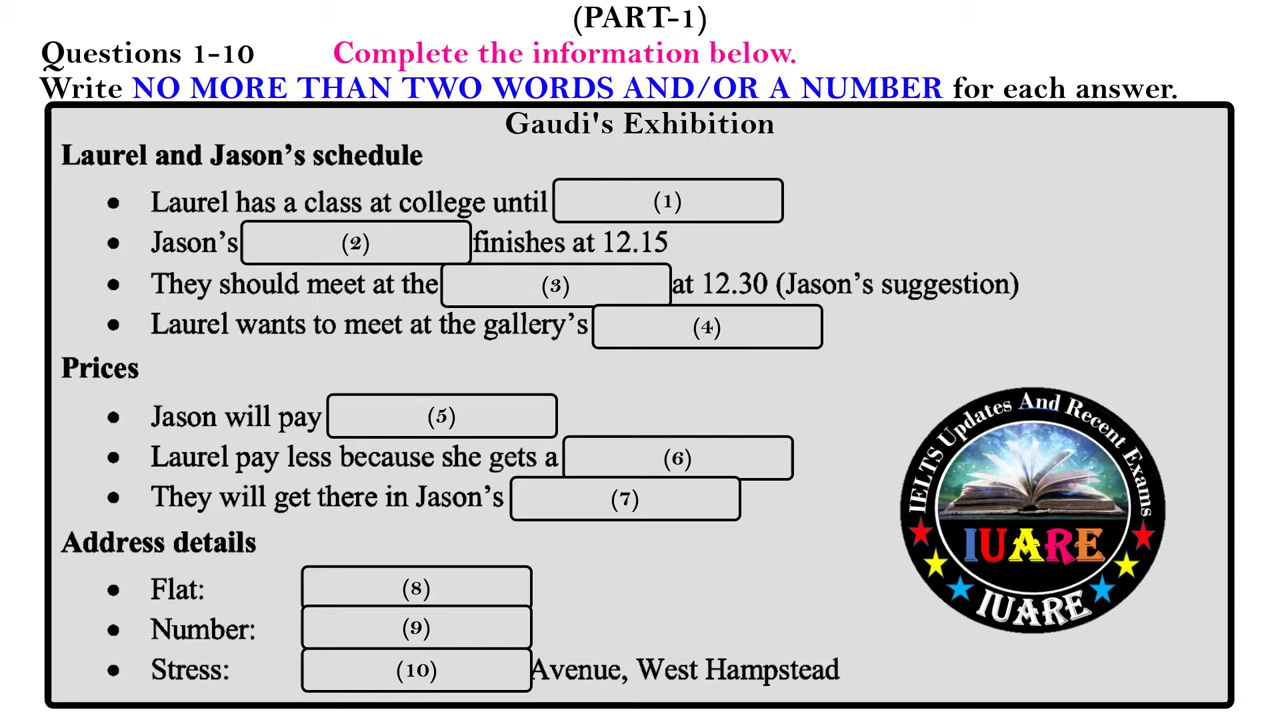 (PART-1)
Questions 1-10 Complete the information below.
Write NO MORE THAN TWO WORDS AND/OR A NUMBER for each answer.
Gaudi's Exhibition
Laurel and Jason's schedule
• Laurel has a class at college until (1)
• Jason's (2) finishes at 12.15
• They should meet at the (3) at 12.30 (Jason's suggestion)
• Laurel wants to meet at the gallery's (4)
Prices
• Jason will pay (5)
• Laurel pay less because she gets a (6)
• They will get there in Jason's (7)
Address details
• Flat: (8)
• Number: (9)
• Stress: (10) Avenue, West Hampstead
IELTS Updates And Recent Exams
IUARE
IUARE